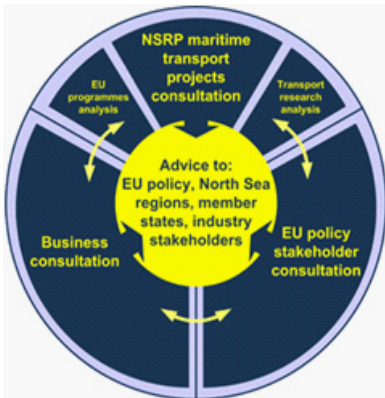 NSRP maritime
transport
projects
consultation
EU
programmes
analysis
Transport
research
analysis
Advice to:
EU policy, North Sea
regions, member
states, industry
stakeholders
Business
consultation
EU policy
stakeholder
consultation